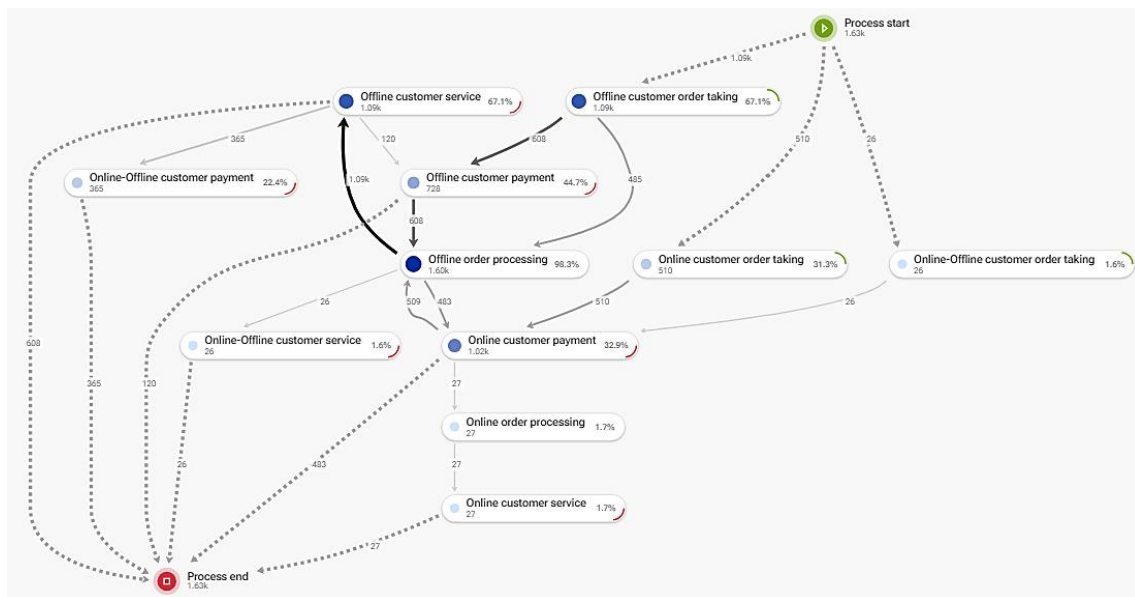 Process start
1.63k
1.09k
Offline customer service
1.09k
67.1%
Offline customer order taking
1.09k
67.1%
365
120
608
510
26
Online-Offline customer payment
365
22.4%
1.09k
Offline customer payment
728
44.7%
485
608
Offline order processing
1.60k
98.3%
Online customer order taking
510
31.3%
Online-Offline customer order taking
26
1.6%
26
509
483
510
26
608
Online-Offline customer service
26
1.6%
Online customer payment
1.02k
32.9%
365
120
27
Online order processing
27
1.7%
26
483
27
Online customer service
27
1.7%
27
Process end
1.63k